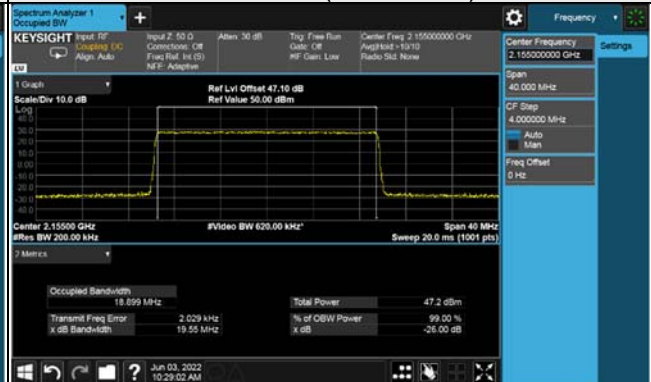 Spectrum Analyzer 1
Occupied BW
+
Frequency
KEYSIGHT
Input: RF
Coupling: DC
Align: Auto
Input Z: 50 Ω
Corrections: Off
Freq Ref: Int (S)
NFE: Adaptive
Atten: 30 dB
Trig: Free Run
Gate: Off
#IF Gain: Low
Center Freq: 2.155000000 GHz
Avg|Hold:>10/10
Radio Std: None
LW
Center Frequency
2.155000000 GHz
Settings
Span
40.000 MHz
CF Step
4.000000 MHz
Auto
Man
Freq Offset
0 Hz
1 Graph
Scale/Div 10.0 dB
Ref Lvl Offset 47.10 dB
Ref Value 50.00 dBm
Log
40.0
30.0
20.0
10.0
0.00
-10.0
-20.0
-30.0
-40.0
Center 2.15500 GHz
#Res BW 200.00 kHz
#Video BW 620.00 kHz*
Span 40 MHz
Sweep 20.0 ms (1001 pts)
2 Metrics
Occupied Bandwidth
18.899 MHz
Total Power
47.2 dBm
Transmit Freq Error
2.029 kHz
% of OBW Power
99.00 %
x dB Bandwidth
19.55 MHz
x dB
-26.00 dB
?
Jun 03, 2022
10:29:02 AM